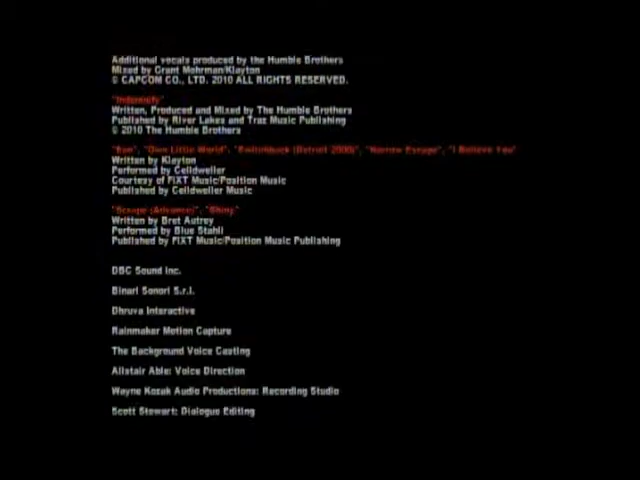 Additional vocals produced by the Humble Brothers
Mixed by Grant Mohrman/Klayton
© CAPCOM CO., LTD. 2010 ALL RIGHTS RESERVED.
Written, Produced and Mixed by The Humble Brothers
Published by River Lakes and Traz Music Publishing
© 2010 The Humble Brothers
"Own Little World", "Switchback (Detroit 2000)", "Narrow Escape", "I Believe You"
Written by Klayton
Performed by Celldweller
Courtesy of FiXT Music/Position Music
Published by Celldweller Music
"Scrape (Advance)", "Shiny"
Written by Bret Autrey
Performed by Blue Stahli
Published by FiXT Music/Position Music Publishing
DBC Sound Inc.
Binari Sonori S.r.l.
Dhruva Interactive
Rainmaker Motion Capture
The Background Voice Casting
Alistair Able: Voice Direction
Wayne Kozak Audio Productions: Recording Studio
Scott Stewart: Dialogue Editing